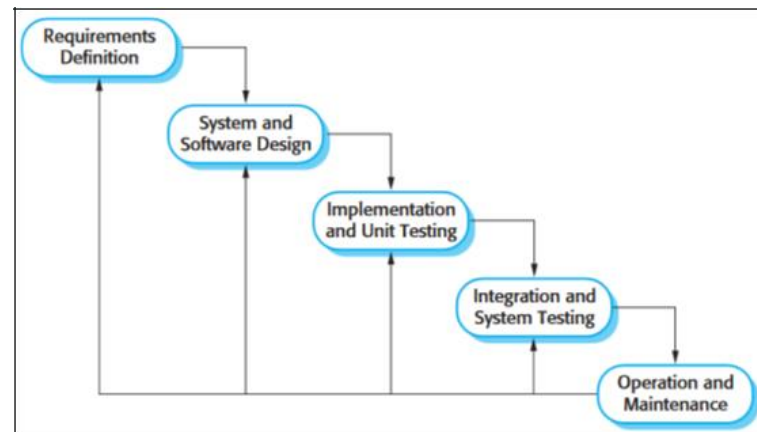 Requirements
Definition
System and
Software Design
Implementation
and Unit Testing
Integration and
System Testing
Operation and
Maintenance